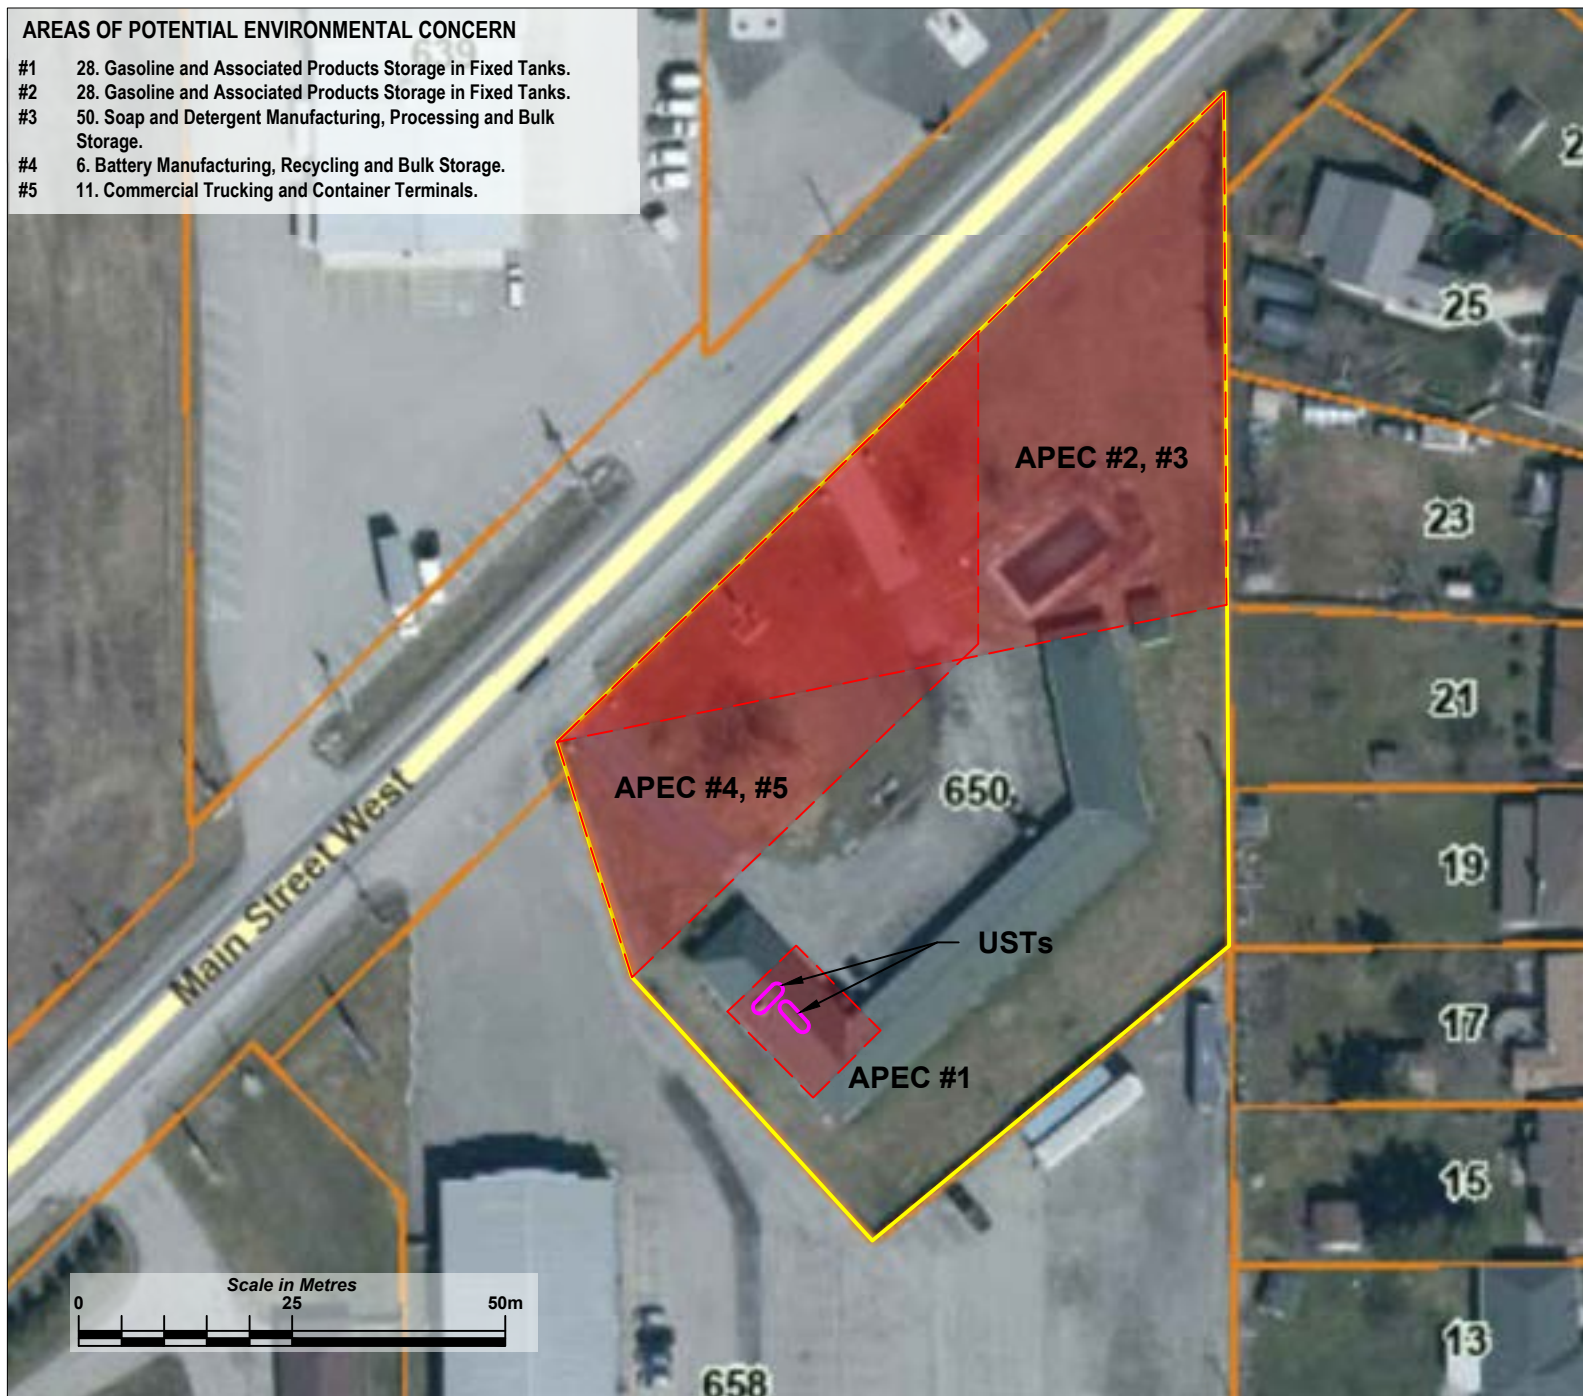 AREAS OF POTENTIAL ENVIRONMENTAL CONCERN
#1 28. Gasoline and Associated Products Storage in Fixed Tanks.
#2 28. Gasoline and Associated Products Storage in Fixed Tanks.
#3 50. Soap and Detergent Manufacturing, Processing and Bulk
Storage.
#4 6. Battery Manufacturing, Recycling and Bulk Storage.
#5 11. Commercial Trucking and Container Terminals.
639
25
APEC #2, #3
23
21
APEC #4, #5
650
Main Street West
19
USTs
17
APEC #1
15
Scale in Metres
0 25 50m
13
658